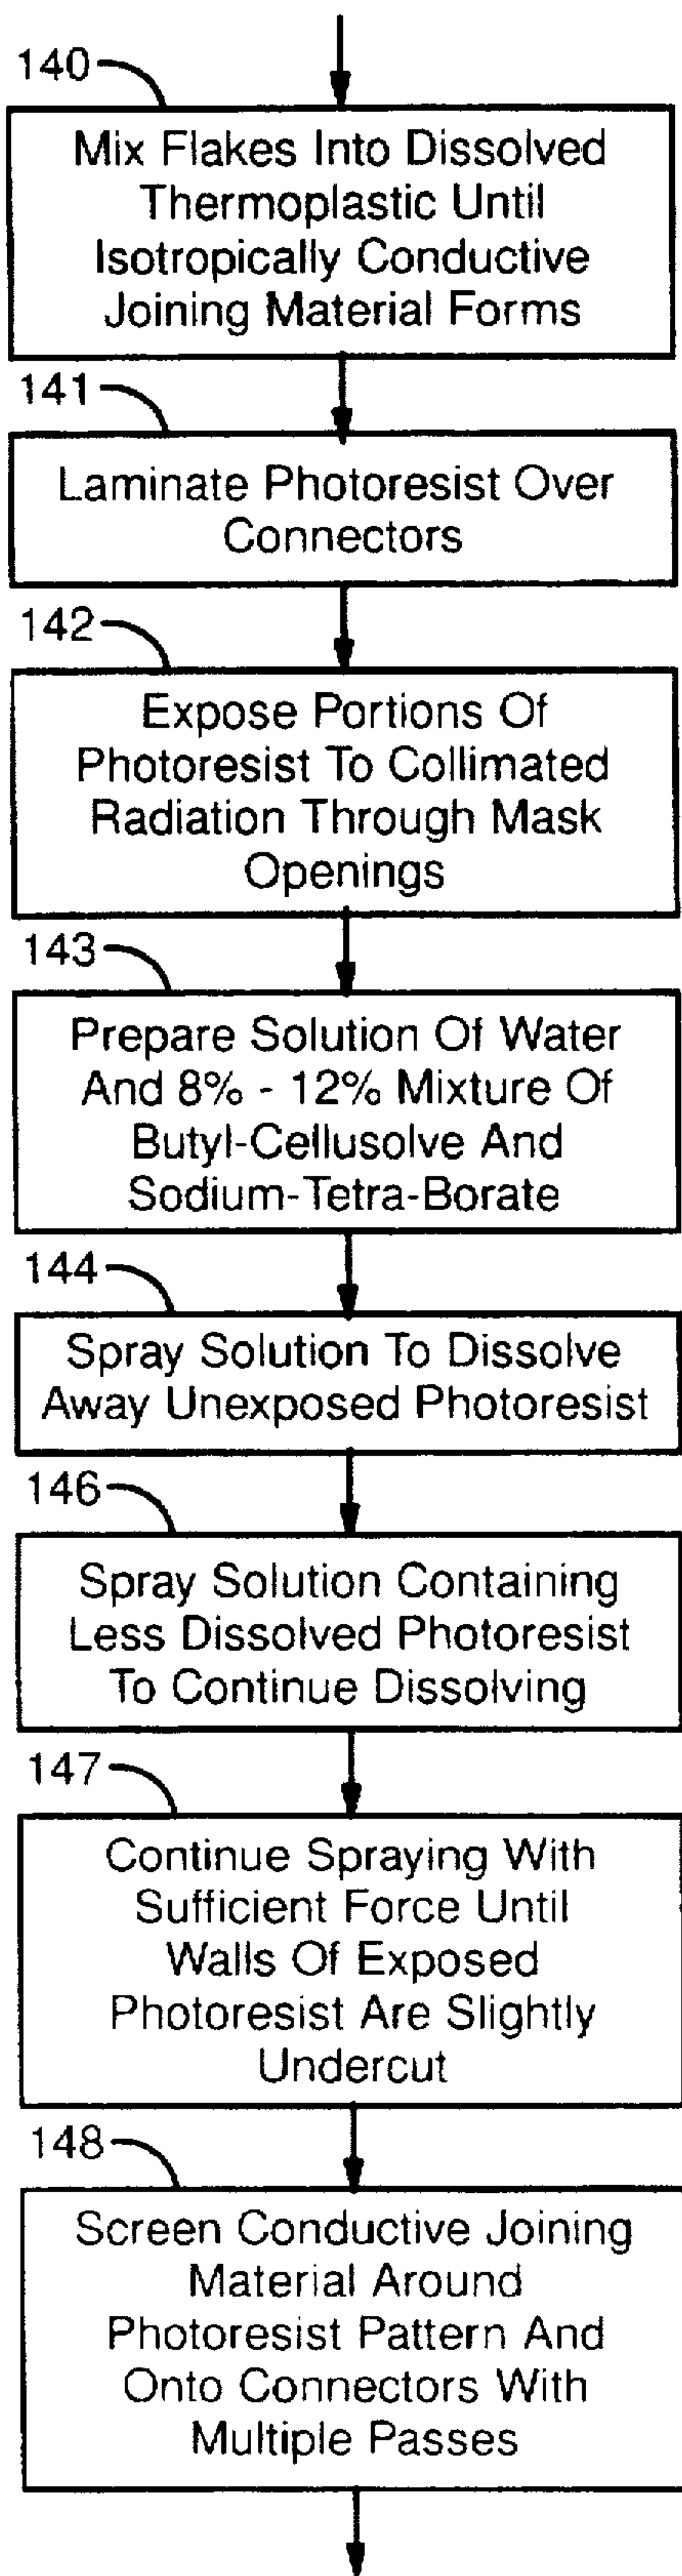 140
Mix Flakes Into Dissolved
Thermoplastic Until
Isotropically Conductive
Joining Material Forms
141
Laminate Photoresist Over
Connectors
142
Expose Portions Of
Photoresist To Collimated
Radiation Through Mask
Openings
143
Prepare Solution Of Water
And 8% - 12% Mixture Of
Butyl-Cellusolve And
Sodium-Tetra-Borate
144
Spray Solution To Dissolve
Away Unexposed Photoresist
146
Spray Solution Containing
Less Dissolved Photoresist
To Continue Dissolving
147
Continue Spraying With
Sufficient Force Until
Walls Of Exposed
Photoresist Are Slightly
Undercut
148
Screen Conductive Joining
Material Around
Photoresist Pattern And
Onto Connectors With
Multiple Passes